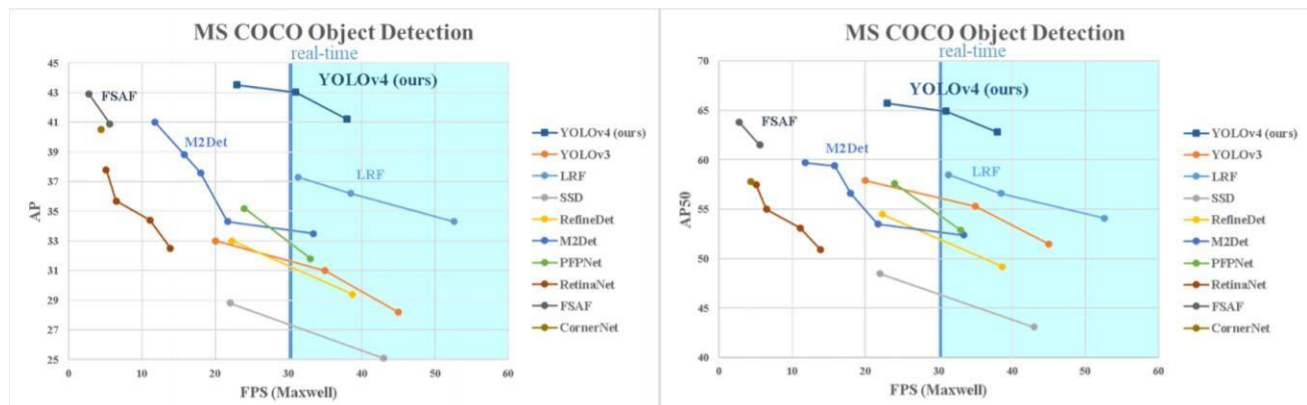 MS COCO Object Detection
real-time
45
43
41
39
37
35
33
31
29
27
25
AP
YOLOv4 (ours)
FSAF
M2Det
LRF
0 10 20 30 40 50 60
FPS (Maxwell)
YOLOv4 (ours)
YOLOv3
LRF
SSD
RefineDet
M2Det
PFPNet
RetinaNet
FSAF
CornerNet
MS COCO Object Detection
real-time
70
65
60
55
50
45
40
AP50
YOLOv4 (ours)
FSAF
M2Det
LRF
0 10 20 30 40 50 60
FPS (Maxwell)
YOLOv4 (ours)
YOLOv3
LRF
SSD
RefineDet
M2Det
PFPNet
RetinaNet
FSAF
CornerNet